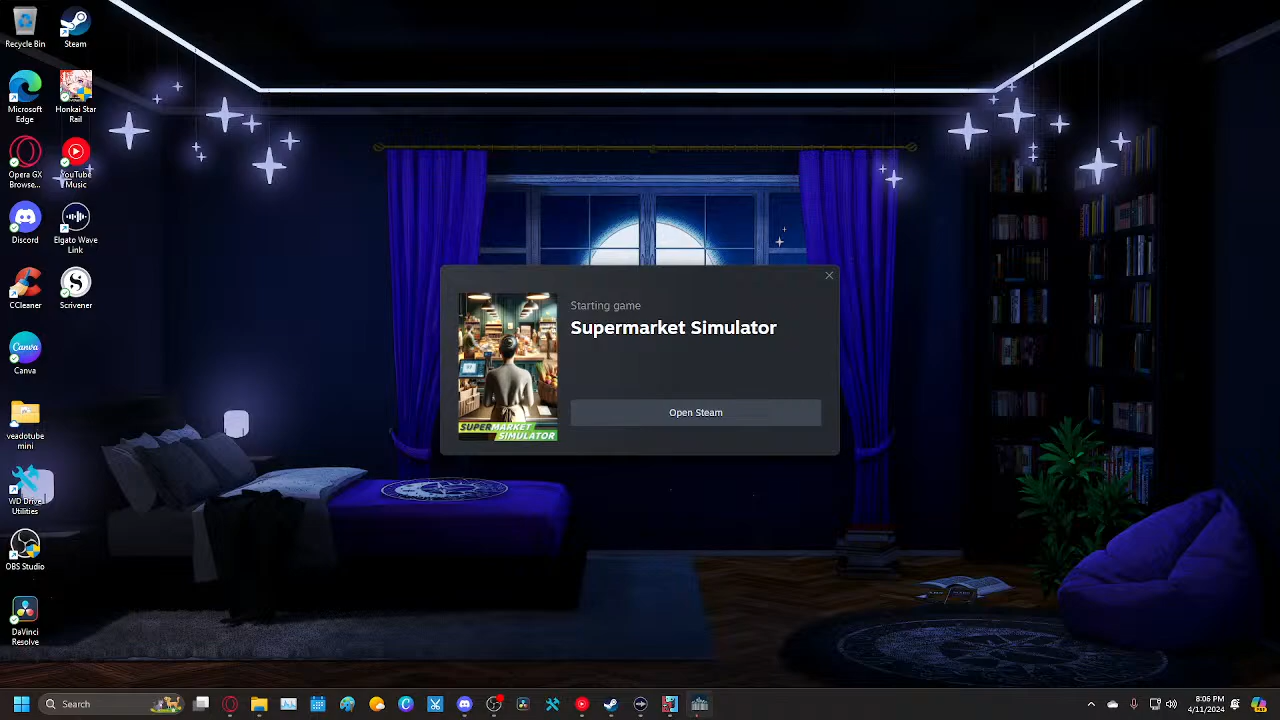 Recycle Bin
Steam
Microsoft
Edge
Honkai Star
Rail
Opera GX
Browse...
YouTube
Music
Discord
Elgato Wave
Link
CCleaner
Scrivener
Canva
Canva
veadotube
mini
WD Drive
Utilities
OBS Studio
DaVinci
Resolve
Starting game
Supermarket Simulator
Open Steam
SUPERMARKET
SIMULATOR
Search
8:06 PM
4/11/2024